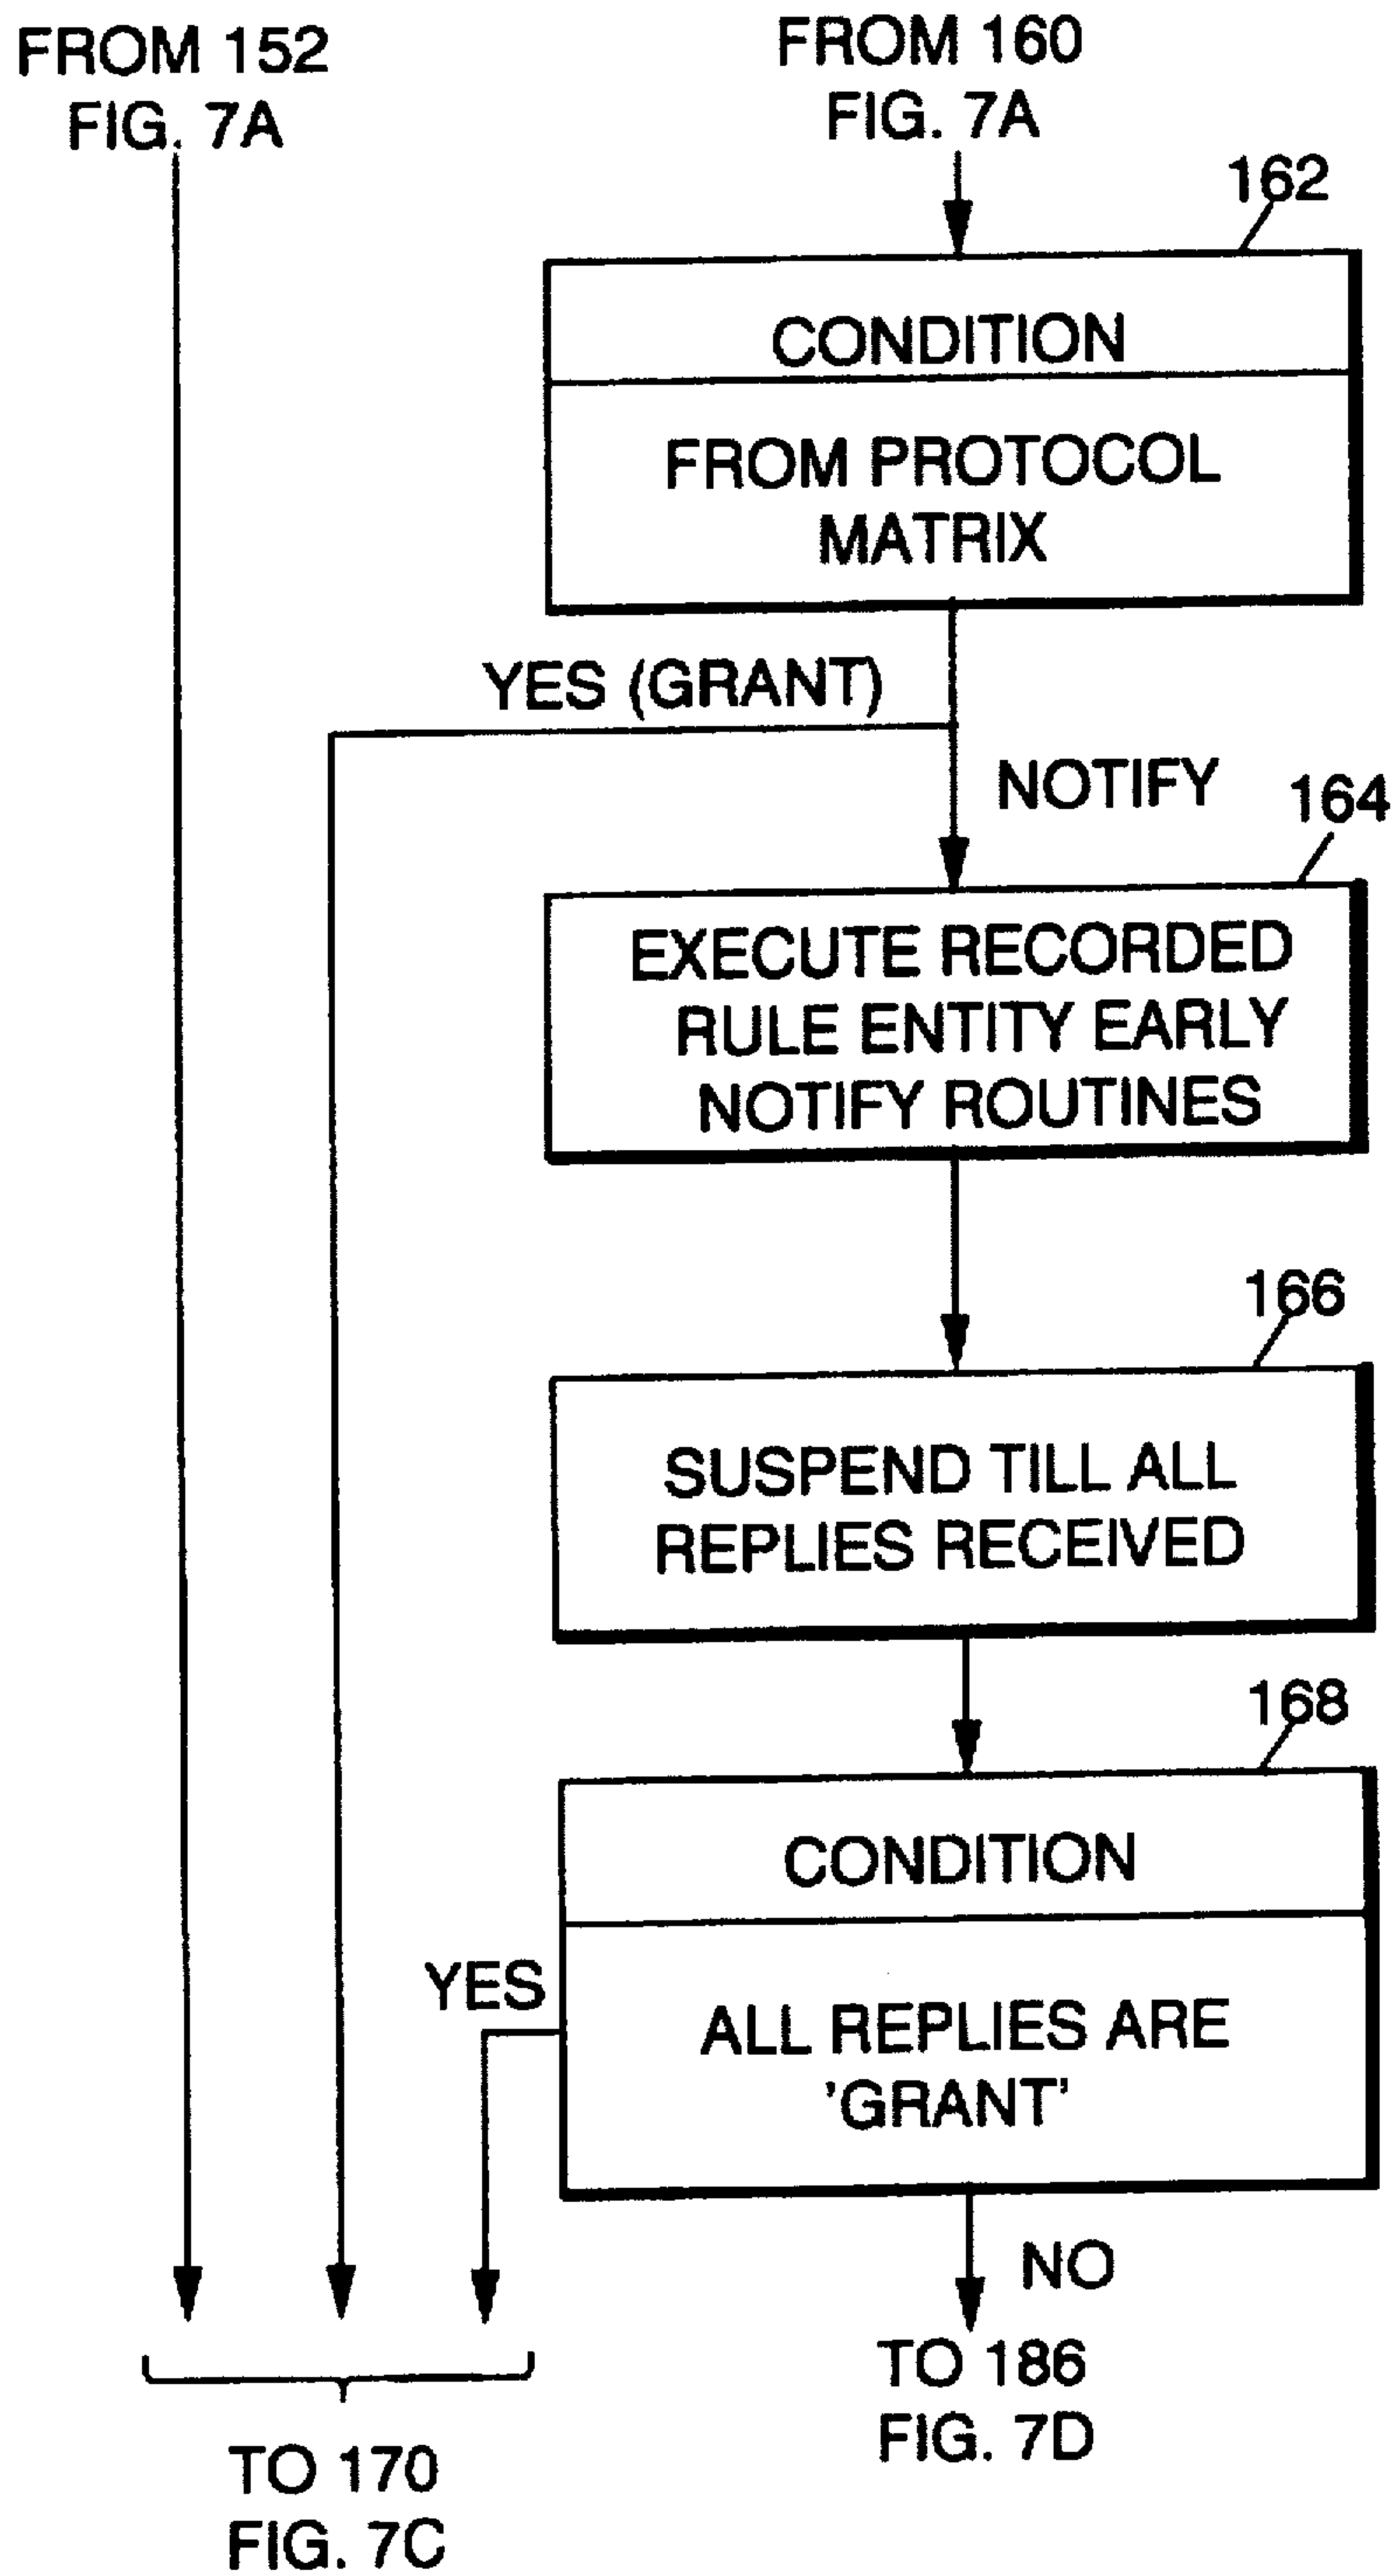 FROM 152
FIG. 7A
FROM 160
FIG. 7A
162
CONDITION
FROM PROTOCOL
MATRIX
YES (GRANT)
NOTIFY
164
EXECUTE RECORDED
RULE ENTITY EARLY
NOTIFY ROUTINES
166
SUSPEND TILL ALL
REPLIES RECEIVED
168
CONDITION
YES
ALL REPLIES ARE
'GRANT'
NO
TO 186
FIG. 7D
TO 170
FIG. 7C